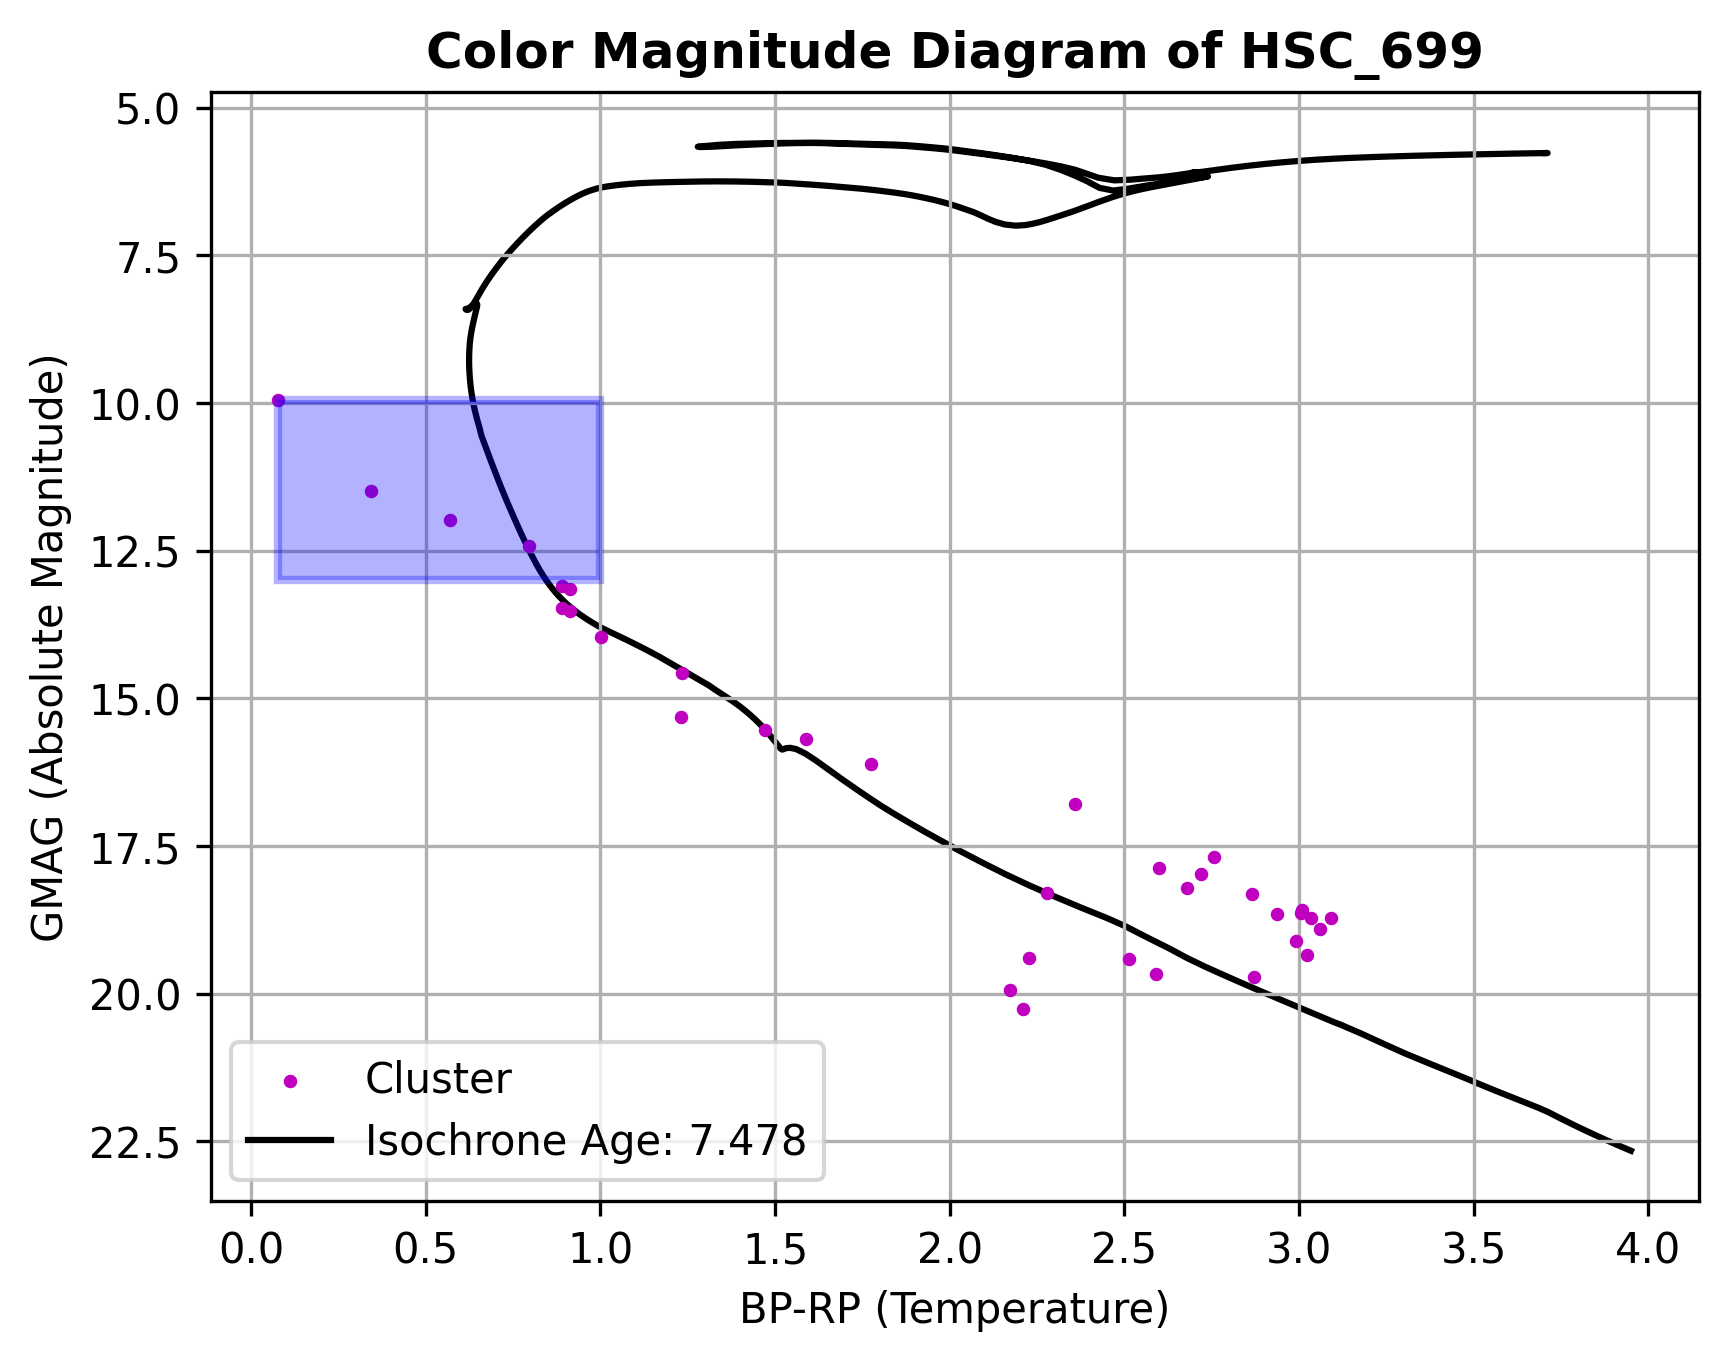 Color Magnitude Diagram of HSC_699
GMAG (Absolute Magnitude)
5.0
7.5
10.0
12.5
15.0
17.5
20.0
22.5
Cluster
Isochrone Age: 7.478
0.0 0.5 1.0 1.5 2.0 2.5 3.0 3.5 4.0
BP-RP (Temperature)